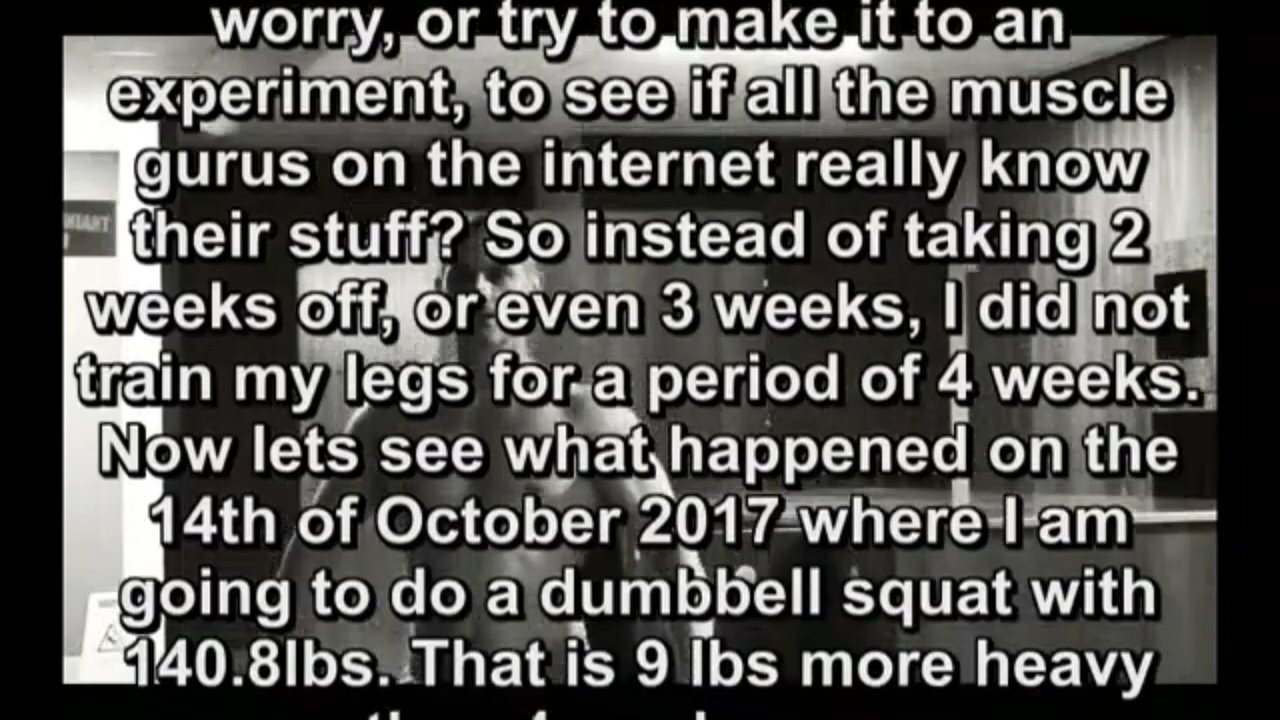 worry, or try to make it to an
experiment, to see if all the muscle
gurus on the internet really know
their stuff? So instead of taking 2
weeks off, or even 3 weeks, I did not
train my legs for a period of 4 weeks.
Now lets see what happened on the
14th of October 2017 where I am
going to do a dumbbell squat with
140.8lbs. That is 9 lbs more heavy